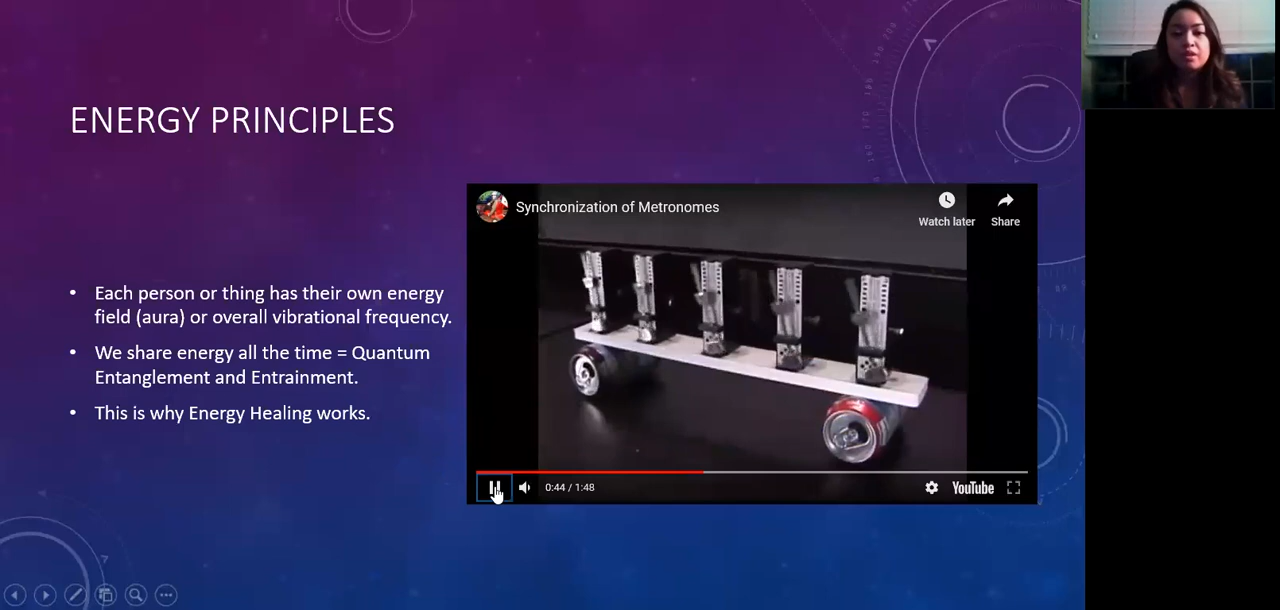 ENERGY PRINCIPLES
Synchronization of Metronomes
Watch later
Share
• Each person or thing has their own energy
field (aura) or overall vibrational frequency.
• We share energy all the time = Quantum
Entanglement and Entrainment.
• This is why Energy Healing works.
0:44 / 1:48
YouTube